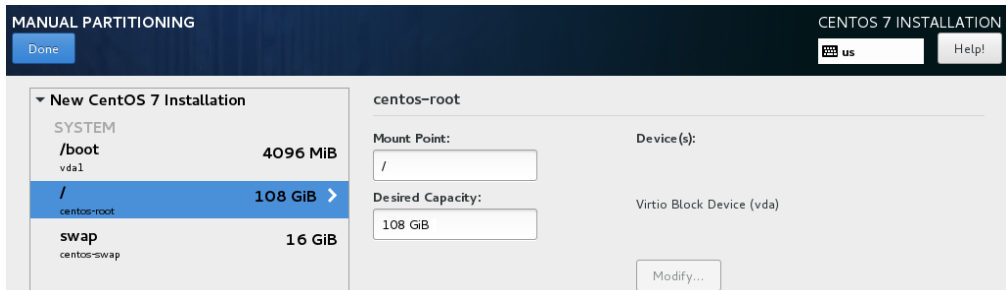 MANUAL PARTITIONING
CENTOS 7 INSTALLATION
Done
us
Help!
New CentOS 7 Installation
SYSTEM
/boot
4096 MiB
vda1
/
108 GiB
centos-root
swap
16 GiB
centos-swap
centos-root
Mount Point:
/
Desired Capacity:
108 GiB
Device(s):
Virtio Block Device (vda)
Modify...